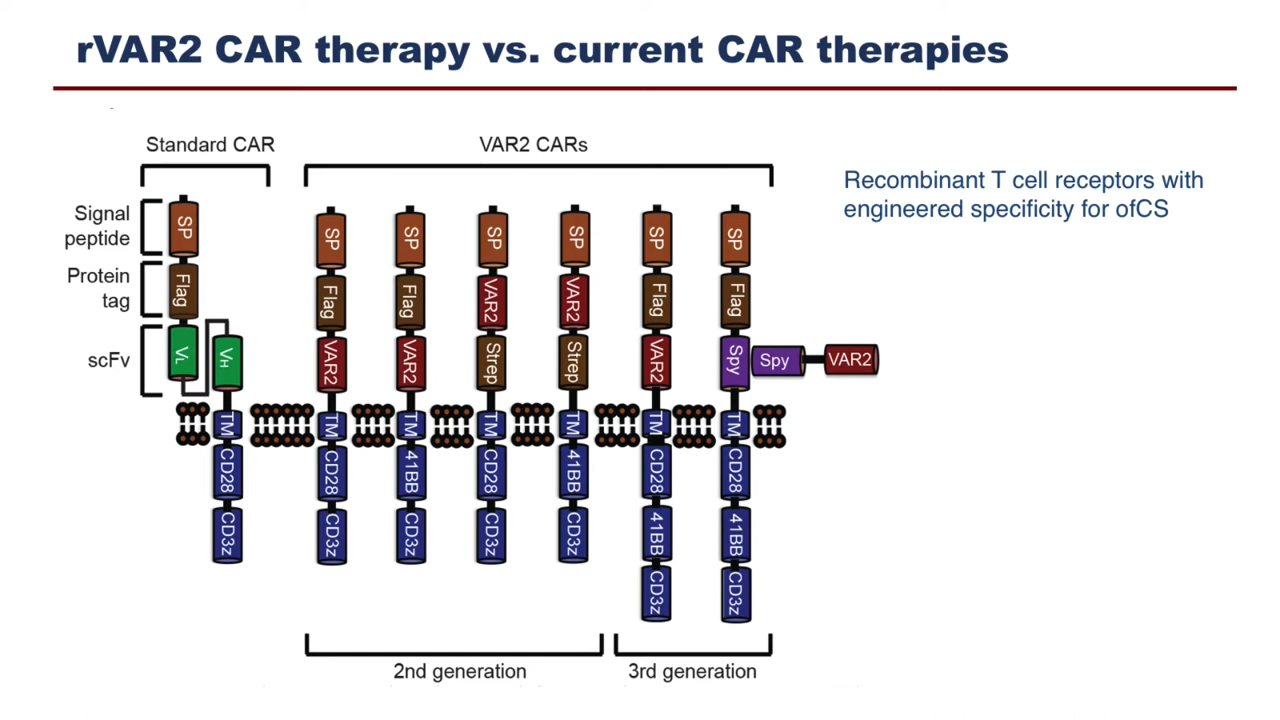 rVAR2 CAR therapy vs. current CAR therapies
Standard CAR
VAR2 CARs
Recombinant T cell receptors with
engineered specificity for ofCS
Signal
peptide
Protein
tag
scFv
SP
Flag
VL
VH
TM
CD28
CD3z
SP
Flag
VAR2
TM
CD28
CD3z
SP
Flag
VAR2
TM
41BB
CD3z
SP
VAR2
Strep
TM
CD28
CD3z
SP
VAR2
Strep
TM
41BB
CD3z
SP
Flag
VAR2
TM
CD28
41BB
CD3z
SP
Flag
Spy
Spy
VAR2
TM
CD28
41BB
CD3z
2nd generation
3rd generation